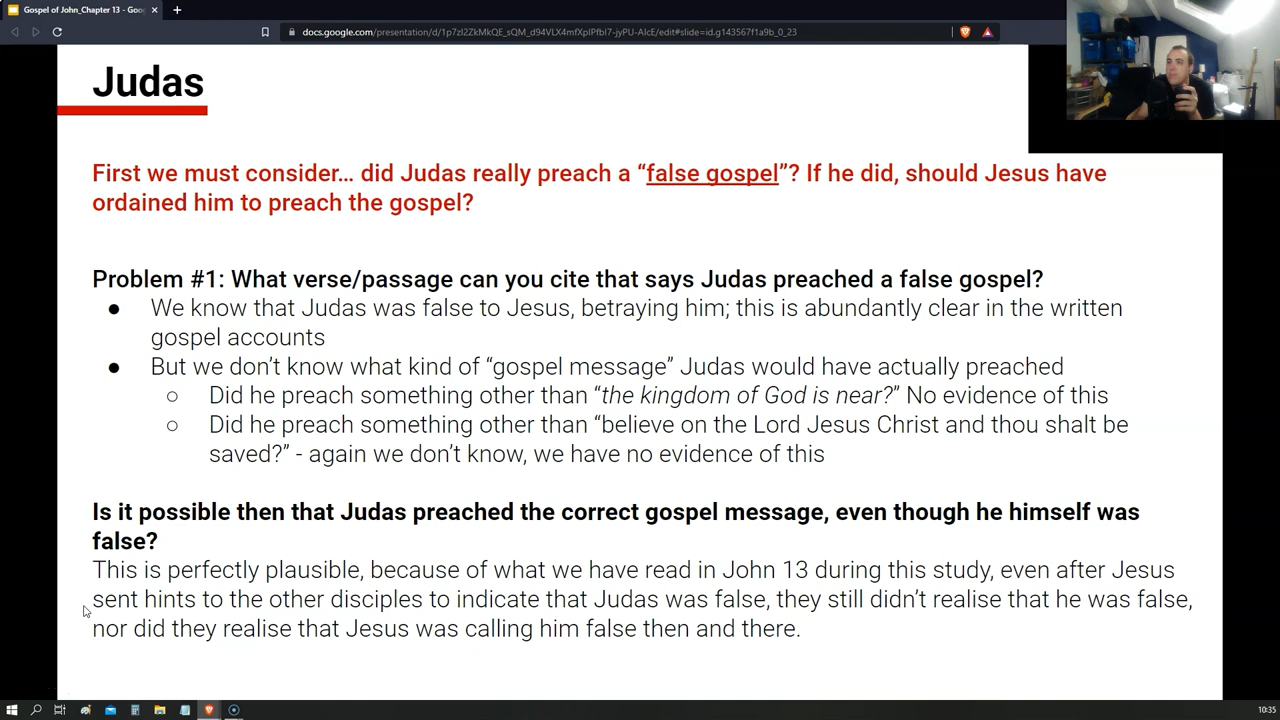 Gospel of John_Chapter 13 - Goo
docs.google.com/presentation/d/1p7zI2ZkMkQE_sQM_d94VLX4mfXpIPfbI7-jyPU-AIcE/edit#slide=id.g143567f1a9b_0_23
Judas
First we must consider... did Judas really preach a “false gospel”? If he did, should Jesus have
ordained him to preach the gospel?
Problem #1: What verse/passage can you cite that says Judas preached a false gospel?
● We know that Judas was false to Jesus, betraying him; this is abundantly clear in the written
gospel accounts
● But we don’t know what kind of “gospel message” Judas would have actually preached
○ Did he preach something other than “the kingdom of God is near?” No evidence of this
○ Did he preach something other than “believe on the Lord Jesus Christ and thou shalt be
saved?” - again we don’t know, we have no evidence of this
Is it possible then that Judas preached the correct gospel message, even though he himself was
false?
This is perfectly plausible, because of what we have read in John 13 during this study, even after Jesus
sent hints to the other disciples to indicate that Judas was false, they still didn’t realise that he was false,
nor did they realise that Jesus was calling him false then and there.
10:35